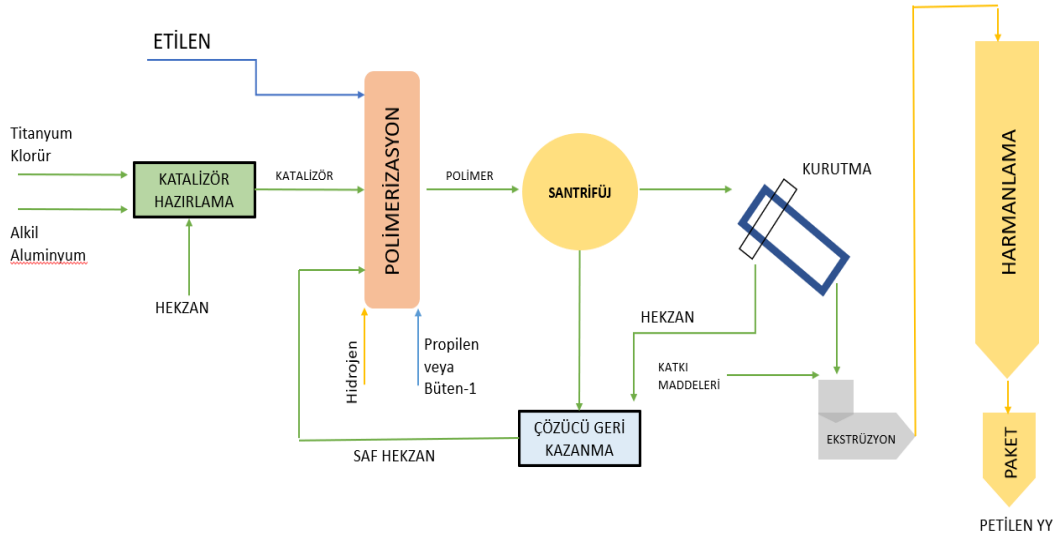 ETİLEN
Titanyum
Klorür
Alkil
Aluminyum
KATALİZÖR
HAZIRLAMA
HEKZAN
KATALİZÖR
POLİMERİZASYON
Hidrojen
Propilen
veya
Büten-1
POLİMER
SANTRİFÜJ
KURUTMA
HEKZAN
KATKI
MADDELERİ
ÇÖZÜCÜ GERİ
KAZANMA
SAF HEKZAN
EKSTRÜZYON
HARMANLAMA
PAKET
PETİLEN YY